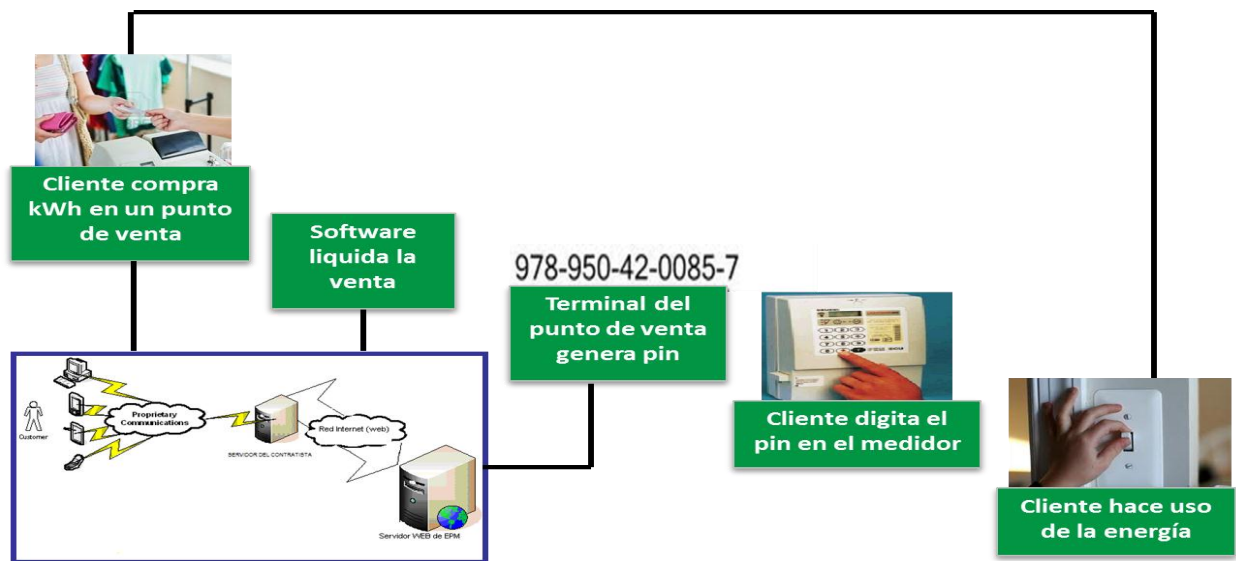 Cliente compra
kWh en un punto
de venta
Software
liquida la
venta
978-950-42-0085-7
Terminal del
punto de venta
genera pin
Cliente digita el
pin en el medidor
Cliente hace uso
de la energía
Customer
Proprietary
Communications
SERVIDOR DEL CONTRATISTA
Red Internet (web)
Servidor WEB de EPM